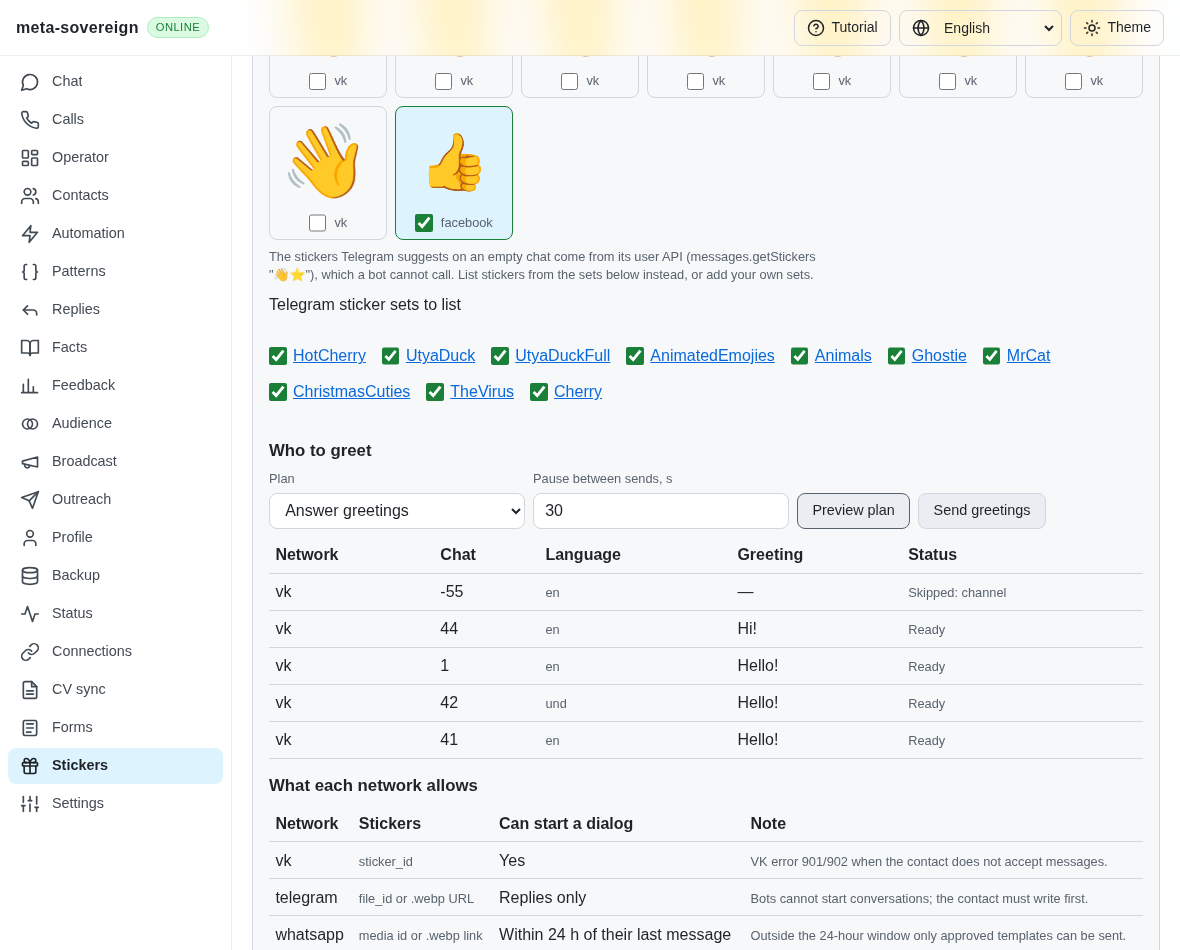 meta-sovereign ONLINE Tutorial English Theme
Chat
Calls
Operator
Contacts
Automation
Patterns
Replies
Facts
Feedback
Audience
Broadcast
Outreach
Profile
Backup
Status
Connections
CV sync
Forms
Stickers
Settings
vk vk vk vk vk vk vk
vk facebook
The stickers Telegram suggests on an empty chat come from its user API (messages.getStickers
"👋⭐"), which a bot cannot call. List stickers from the sets below instead, or add your own sets.
Telegram sticker sets to list
HotCherry UtyaDuck UtyaDuckFull AnimatedEmojies Animals Ghostie MrCat
ChristmasCuties TheVirus Cherry
Who to greet
Plan Pause between sends, s
Answer greetings 30 Preview plan Send greetings
Network Chat Language Greeting Status
vk -55 en — Skipped: channel
vk 44 en Hi! Ready
vk 1 en Hello! Ready
vk 42 und Hello! Ready
vk 41 en Hello! Ready
What each network allows
Network Stickers Can start a dialog Note
vk sticker_id Yes VK error 901/902 when the contact does not accept messages.
telegram file_id or .webp URL Replies only Bots cannot start conversations; the contact must write first.
whatsapp media id or .webp link Within 24 h of their last message Outside the 24-hour window only approved templates can be sent.